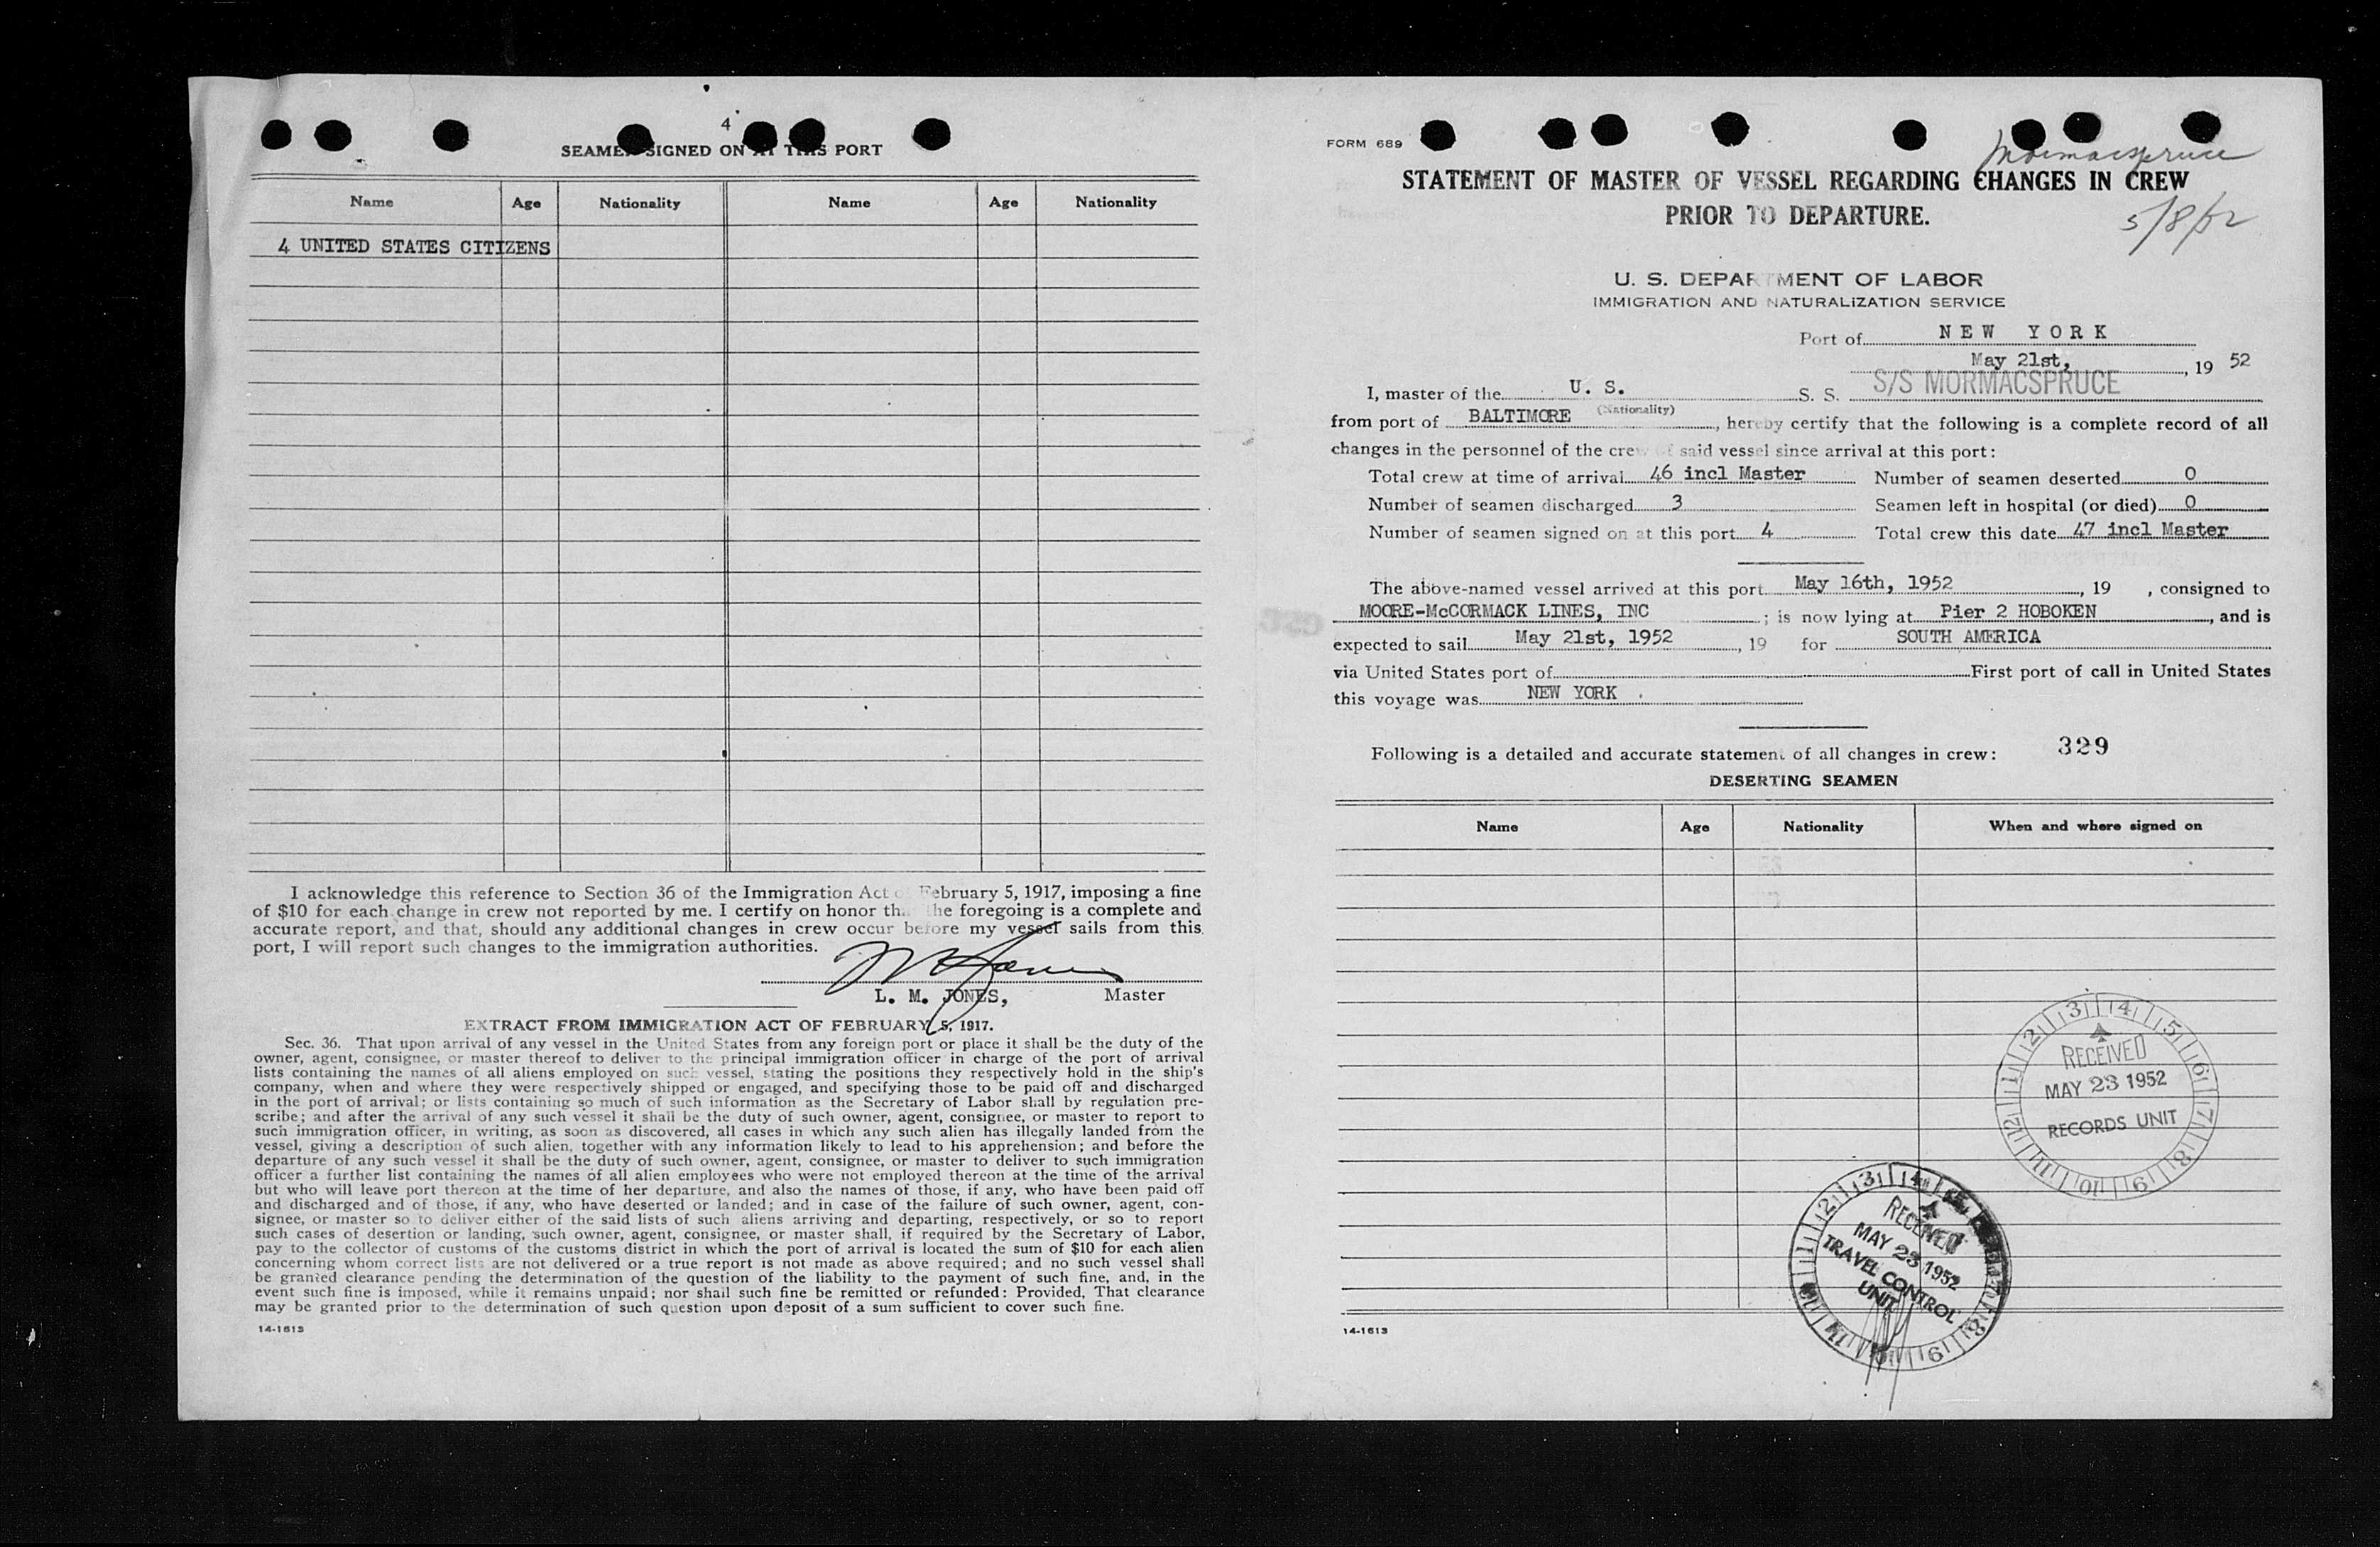 4
SEAMEN SIGNED ON AT THIS PORT
Name Age Nationality Name Age Nationality
4 UNITED STATES CITIZENS
I acknowledge this reference to Section 36 of the Immigration Act of February 5, 1917, imposing a fine
of $10 for each change in crew not reported by me. I certify on honor that the foregoing is a complete and
accurate report, and that, should any additional changes in crew occur before my vessel sails from this
port, I will report such changes to the immigration authorities.
L. M. JONES, Master
EXTRACT FROM IMMIGRATION ACT OF FEBRUARY 5, 1917.
Sec. 36. That upon arrival of any vessel in the United States from any foreign port or place it shall be the duty of the
owner, agent, consignee, or master thereof to deliver to the principal immigration officer in charge of the port of arrival
lists containing the names of all aliens employed on such vessel, stating the positions they respectively hold in the ship's
company, when and where they were respectively shipped or engaged, and specifying those to be paid off and discharged
in the port of arrival; or lists containing so much of such information as the Secretary of Labor shall by regulation pre-
scribe; and after the arrival of any such vessel it shall be the duty of such owner, agent, consignee, or master to report to
such immigration officer, in writing, as soon as discovered, all cases in which any such alien has illegally landed from the
vessel, giving a description of such alien, together with any information likely to lead to his apprehension; and before the
departure of any such vessel it shall be the duty of such owner, agent, consignee, or master to deliver to such immigration
officer a further list containing the names of all alien employees who were not employed thereon at the time of the arrival
but who will leave port thereon at the time of her departure, and also the names of those, if any, who have been paid off
and discharged and of those, if any, who have deserted or landed; and in case of the failure of such owner, agent, con-
signee, or master so to deliver either of the said lists of such aliens arriving and departing, respectively, or so to report
such cases of desertion or landing, such owner, agent, consignee, or master shall, if required by the Secretary of Labor,
pay to the collector of customs of the customs district in which the port of arrival is located the sum of $10 for each alien
concerning whom correct lists are not delivered or a true report is not made as above required; and no such vessel shall
be granted clearance pending the determination of the question of the liability to the payment of such fine, and, in the
event such fine is imposed, while it remains unpaid; nor shall such fine be remitted or refunded: Provided, That clearance
may be granted prior to the determination of such question upon deposit of a sum sufficient to cover such fine.
14-1613
FORM 689
Mormacspruce
STATEMENT OF MASTER OF VESSEL REGARDING CHANGES IN CREW
PRIOR TO DEPARTURE.
5/8/52
U. S. DEPARTMENT OF LABOR
IMMIGRATION AND NATURALIZATION SERVICE
Port of NEW YORK
May 21st, , 19 52
I, master of the U. S. S. S. S/S MORMACSPRUCE
(Nationality)
from port of BALTIMORE , hereby certify that the following is a complete record of all
changes in the personnel of the crew of said vessel since arrival at this port:
Total crew at time of arrival 46 incl Master Number of seamen deserted 0
Number of seamen discharged 3 Seamen left in hospital (or died) 0
Number of seamen signed on at this port 4 Total crew this date 47 incl Master
The above-named vessel arrived at this port May 16th, 1952 , 19 , consigned to
MOORE-McCORMACK LINES, INC ; is now lying at Pier 2 HOBOKEN , and is
expected to sail May 21st, 1952 , 19 for SOUTH AMERICA
via United States port of First port of call in United States
this voyage was NEW YORK .
Following is a detailed and accurate statement of all changes in crew: 329
DESERTING SEAMEN
Name Age Nationality When and where signed on
RECEIVED
MAY 23 1952
RECORDS UNIT
RECEIVED
MAY 23 1952
TRAVEL CONTROL
UNIT
14-1613